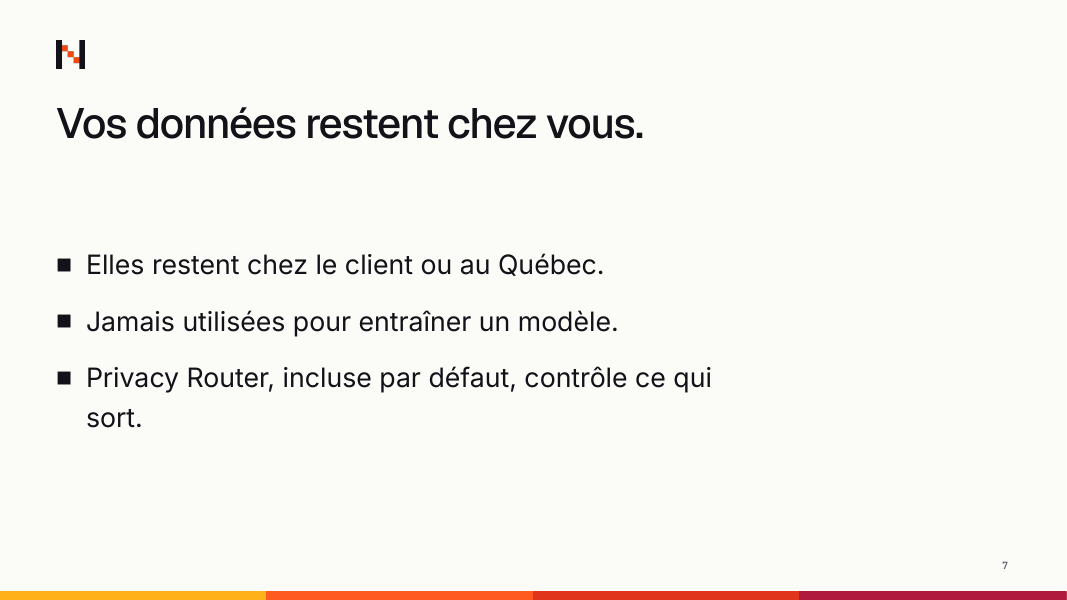 Vos données restent chez vous.
Elles restent chez le client ou au Québec.
Jamais utilisées pour entraîner un modèle.
Privacy Router, incluse par défaut, contrôle ce qui
sort.
7